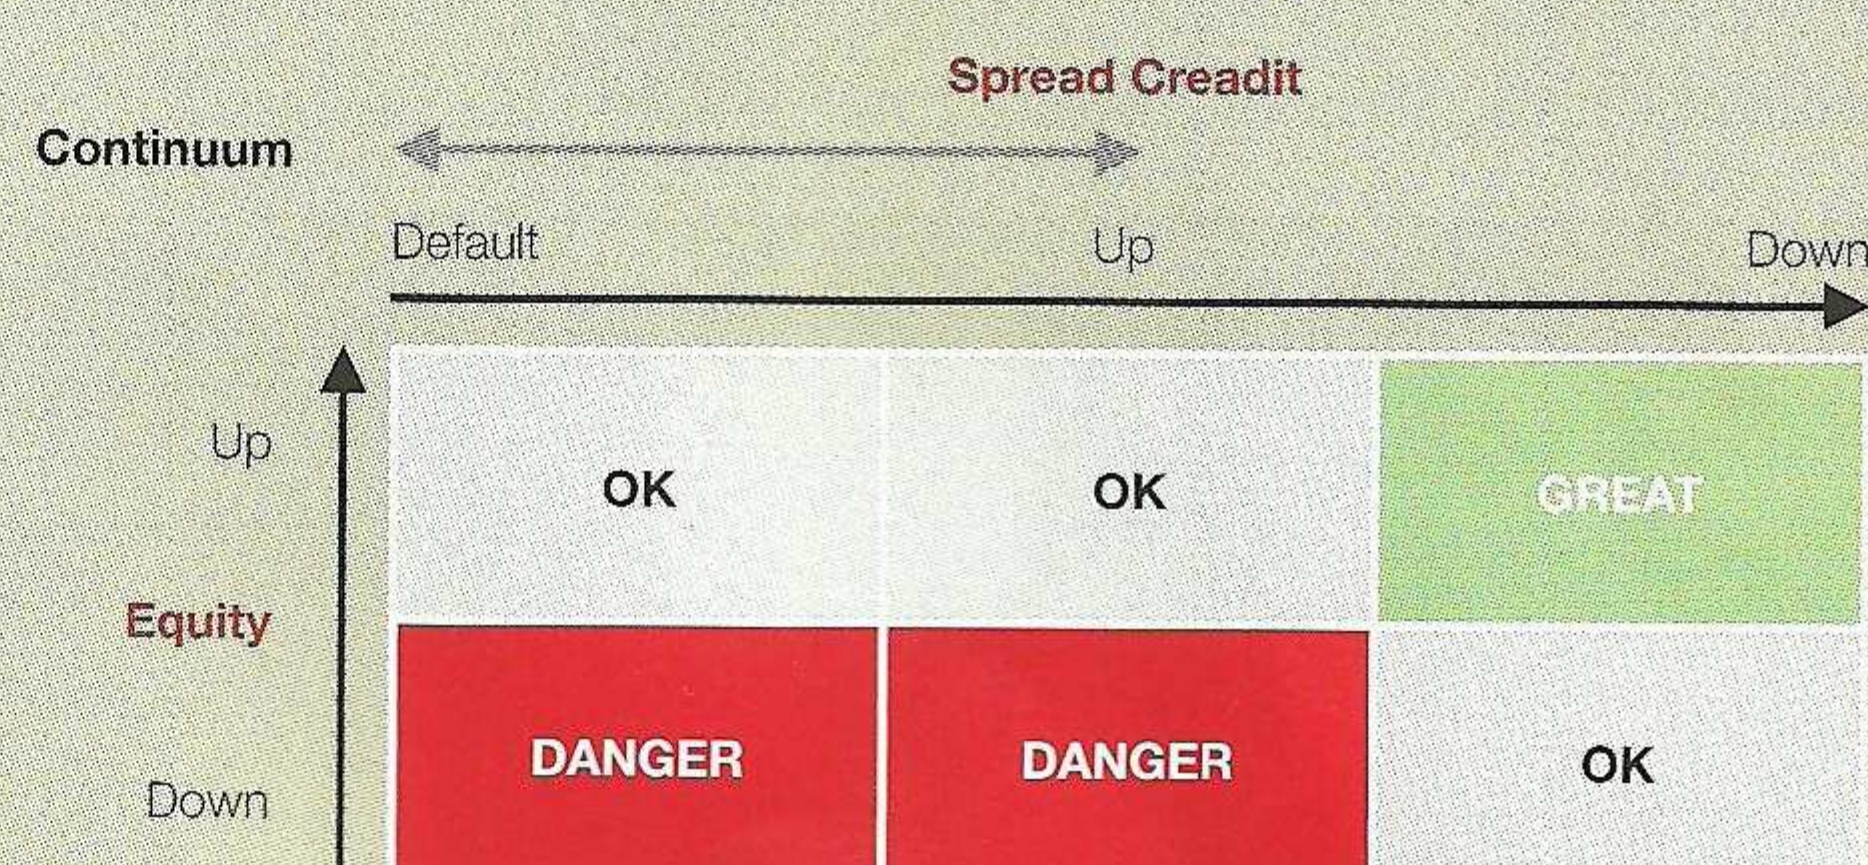 Spread Creadit
Continuum
Default Up Down
Up
OK OK GREAT
Equity
DANGER DANGER OK
Down